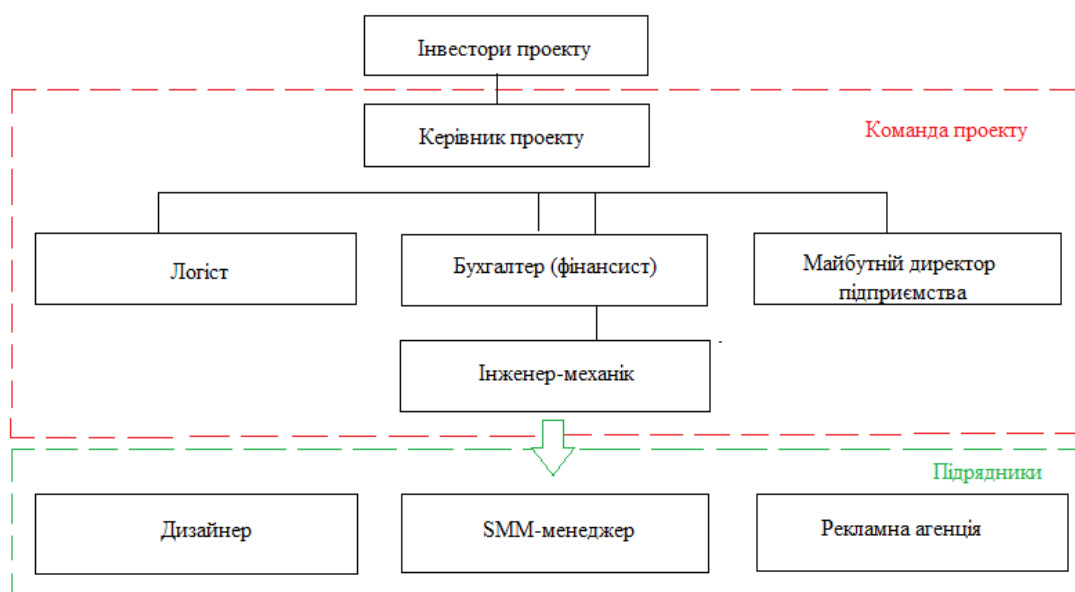 Інвестори проекту
Керівник проекту
Команда проекту
Логіст
Бухгалтер (фінансист)
Майбутній директор
підприємства
Інженер-механік
Підрядники
Дизайнер
SMM-менеджер
Рекламна агенція